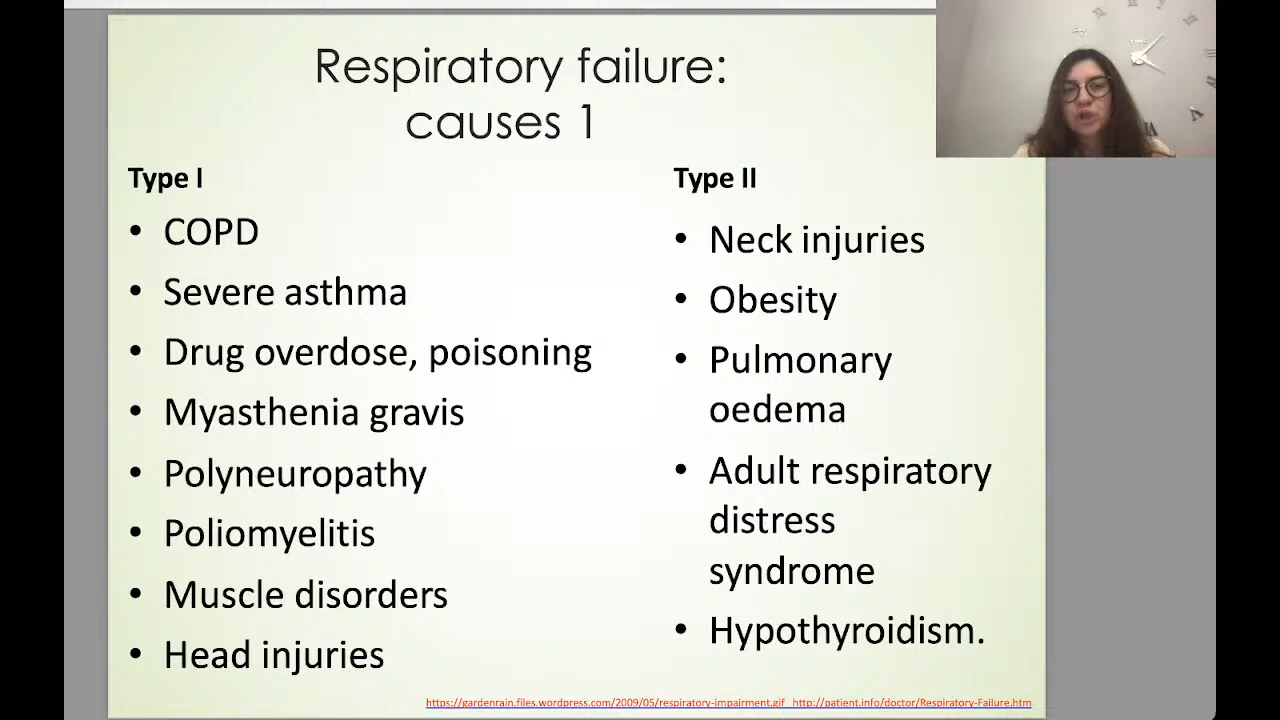 Respiratory failure:
causes 1
Type I
• COPD
• Severe asthma
• Drug overdose, poisoning
• Myasthenia gravis
• Polyneuropathy
• Poliomyelitis
• Muscle disorders
• Head injuries
Type II
• Neck injuries
• Obesity
• Pulmonary
oedema
• Adult respiratory
distress
syndrome
• Hypothyroidism.
https://gardenrain.files.wordpress.com/2009/05/respiratory-impairment.gif http://patient.info/doctor/Respiratory-Failure.htm